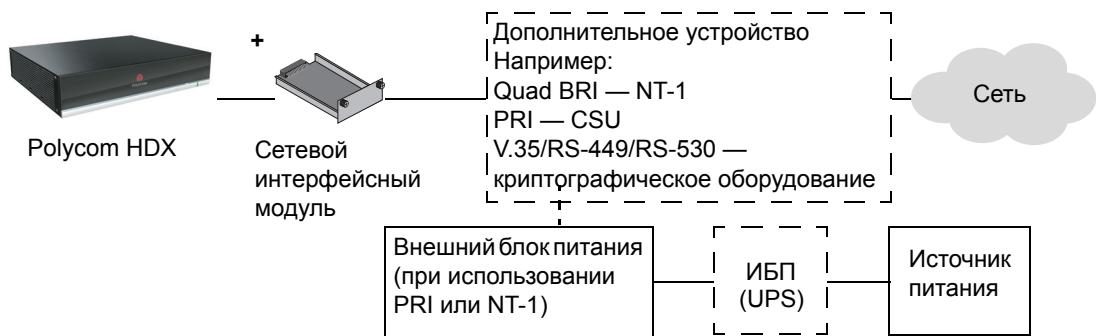 +
POLYCOM
Polycom HDX
Сетевой
интерфейсный
модуль
Дополнительное устройство
Например:
Quad BRI — NT-1
PRI — CSU
V.35/RS-449/RS-530 —
криптографическое оборудование
Сеть
Внешний блок питания
(при использовании
PRI или NT-1)
ИБП
(UPS)
Источник
питания